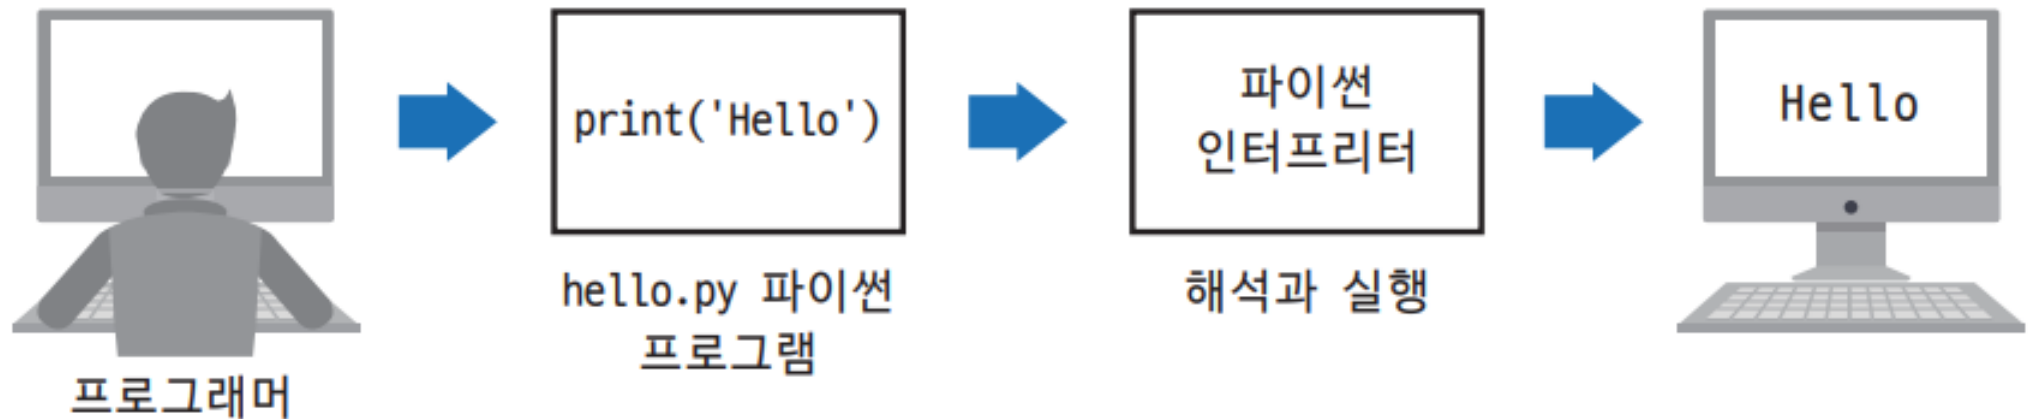 프로그래머
print('Hello')
hello.py 파이썬
프로그램
파이썬
인터프리터
해석과 실행
Hello